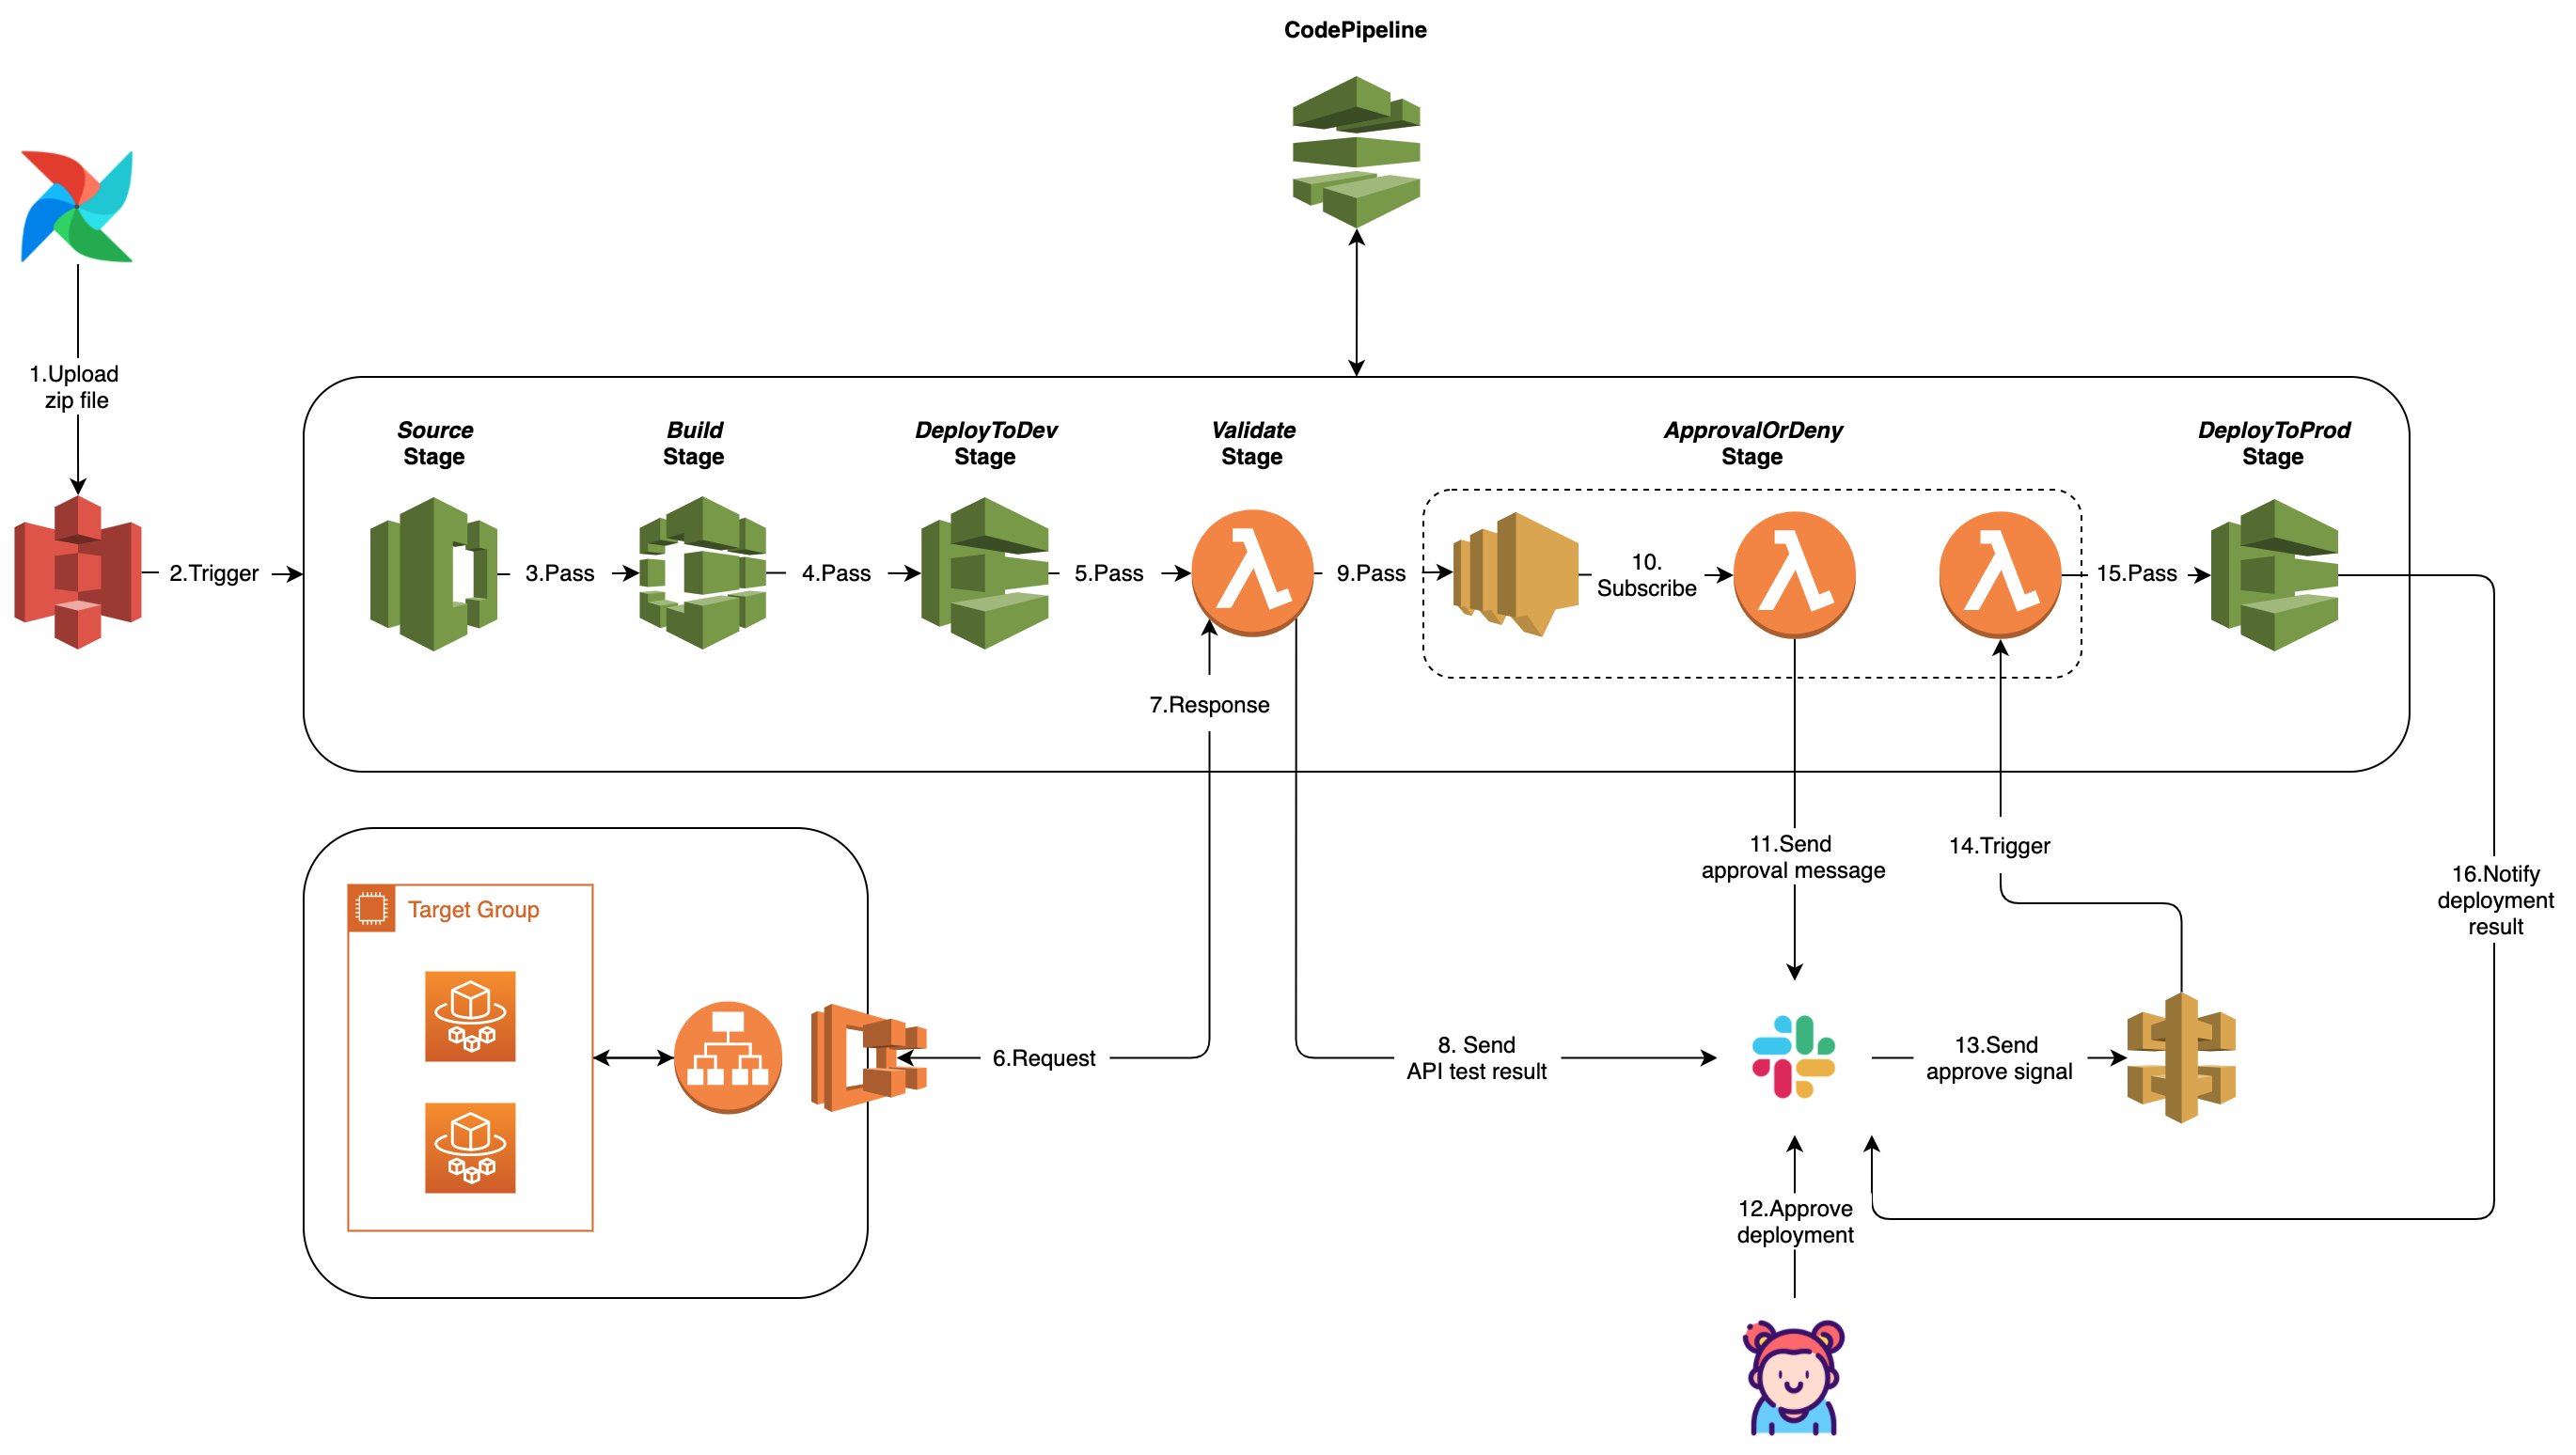 CodePipeline
1.Upload
zip file
2.Trigger
Source
Stage
3.Pass
Build
Stage
4.Pass
DeployToDev
Stage
5.Pass
Validate
Stage
9.Pass
ApprovalOrDeny
Stage
10.
Subscribe
15.Pass
DeployToProd
Stage
7.Response
11.Send
approval message
14.Trigger
16.Notify
deployment
result
Target Group
6.Request
8. Send
API test result
13.Send
approve signal
12.Approve
deployment